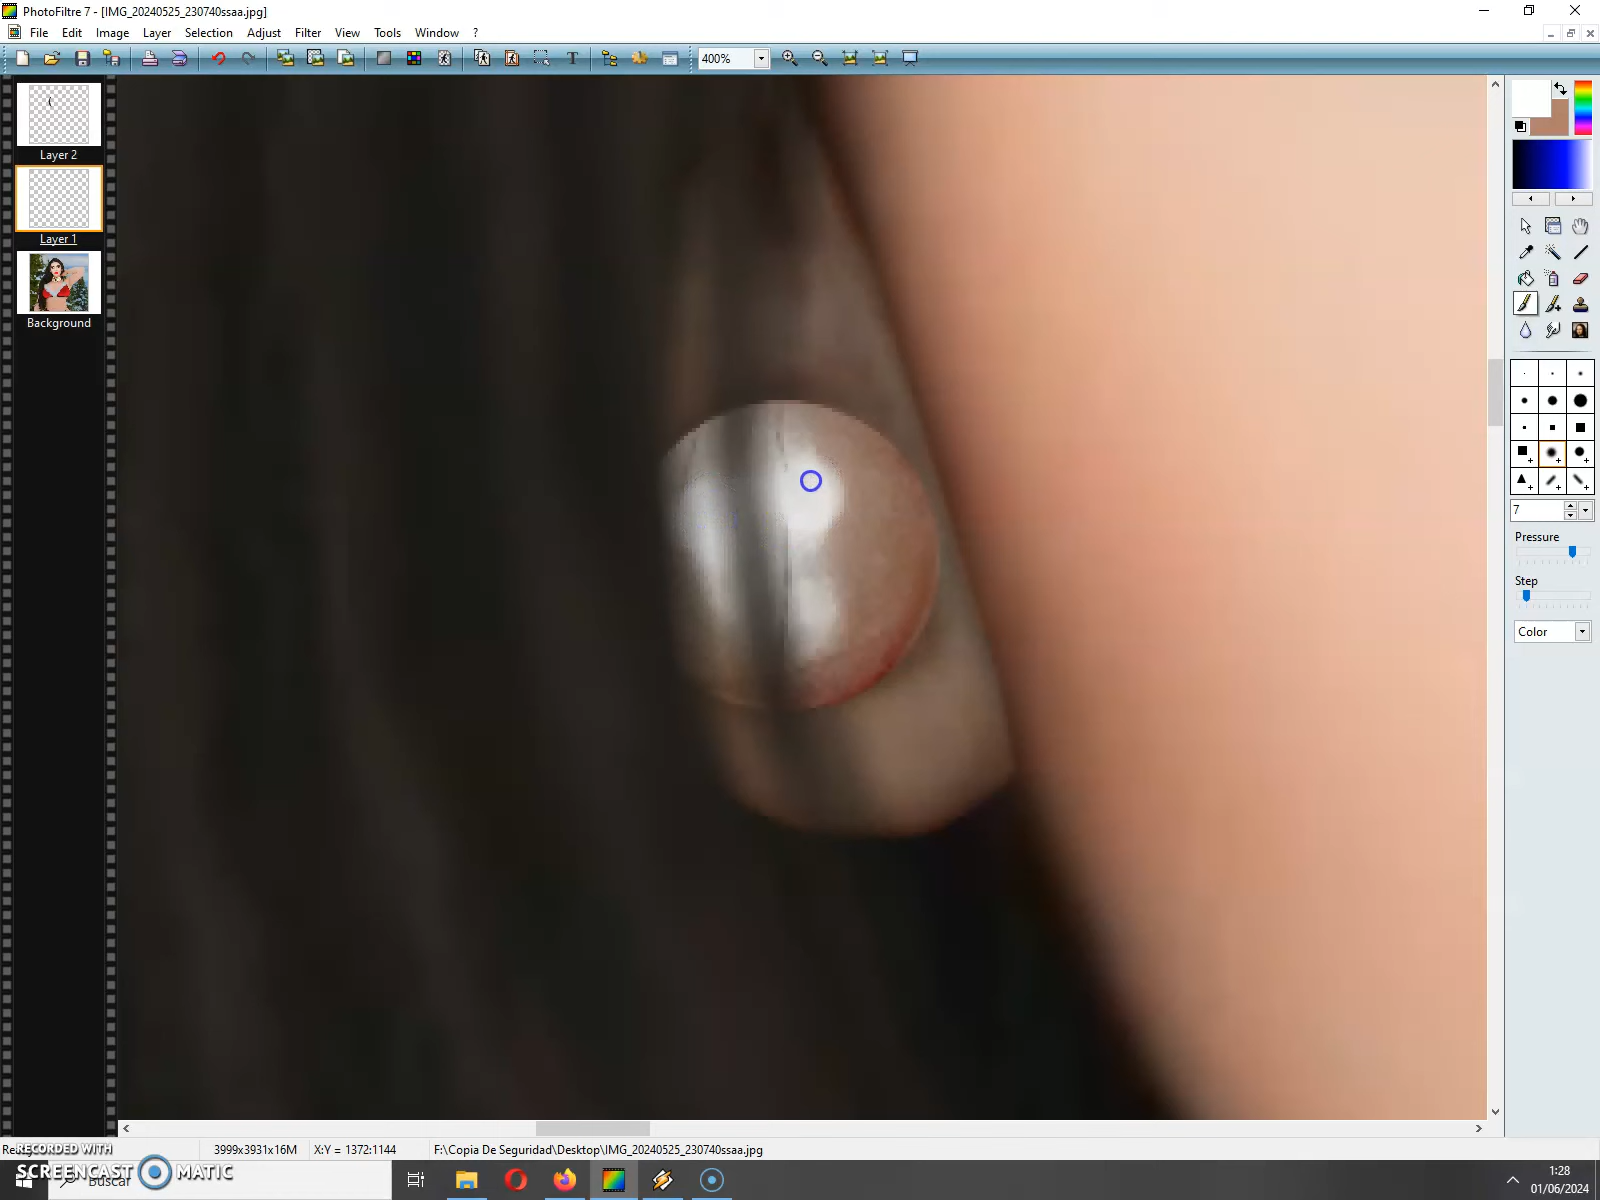 PhotoFiltre 7 - [IMG_20240525_230740ssaa.jpg]
File Edit Image Layer Selection Adjust Filter View Tools Window ?
400%
Layer 2
Layer 1
Background
7
Pressure
Step
Color
3999x3931x16M X:Y = 1372:1144 F:\Copia De Seguridad\Desktop\IMG_20240525_230740ssaa.jpg
RECORDED WITH
SCREENCAST MATIC
Buscar
1:28
01/06/2024